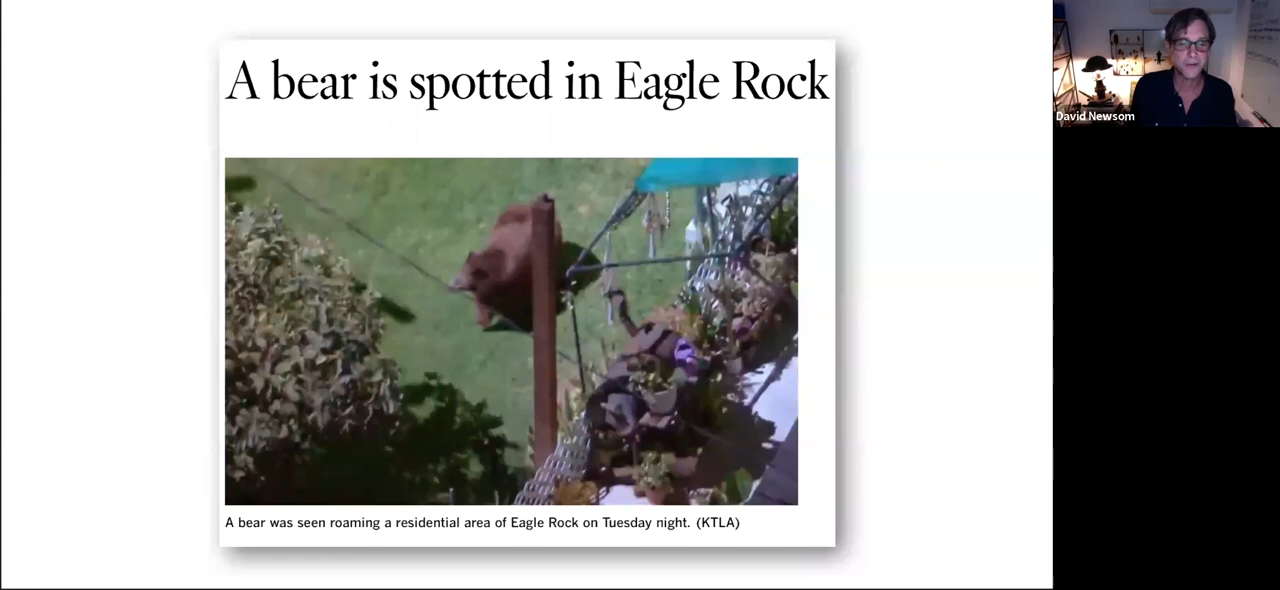 A bear is spotted in Eagle Rock
David Newsom
A bear was seen roaming a residential area of Eagle Rock on Tuesday night. (KTLA)